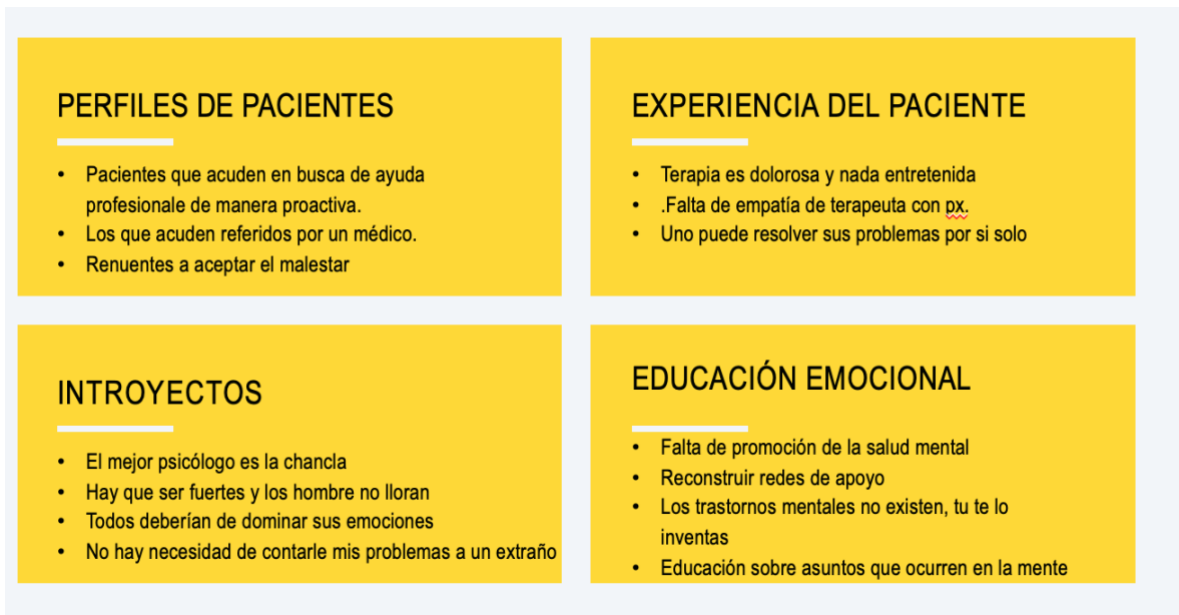 PERFILES DE PACIENTES
• Pacientes que acuden en busca de ayuda
profesionale de manera proactiva.
• Los que acuden referidos por un médico.
• Renuentes a aceptar el malestar
EXPERIENCIA DEL PACIENTE
• Terapia es dolorosa y nada entretenida
• .Falta de empatía de terapeuta con px.
• Uno puede resolver sus problemas por si solo
INTROYECTOS
• El mejor psicólogo es la chancla
• Hay que ser fuertes y los hombre no lloran
• Todos deberían de dominar sus emociones
• No hay necesidad de contarle mis problemas a un extraño
EDUCACIÓN EMOCIONAL
• Falta de promoción de la salud mental
• Reconstruir redes de apoyo
• Los trastornos mentales no existen, tu te lo
inventas
• Educación sobre asuntos que ocurren en la mente